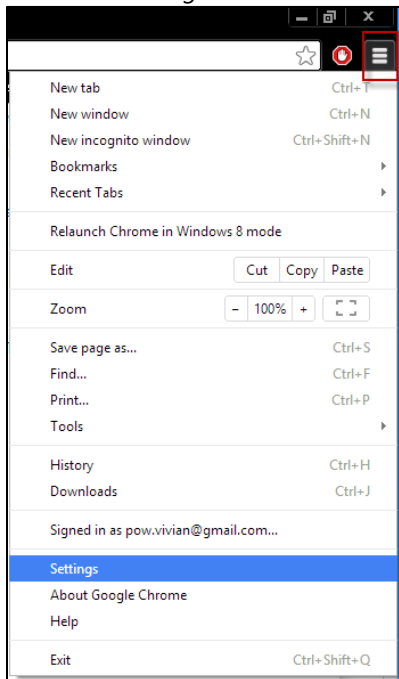 New tab Ctrl+T
New window Ctrl+N
New incognito window Ctrl+Shift+N
Bookmarks
Recent Tabs
Relaunch Chrome in Windows 8 mode
Edit Cut Copy Paste
Zoom - 100% +
Save page as... Ctrl+S
Find... Ctrl+F
Print... Ctrl+P
Tools
History Ctrl+H
Downloads Ctrl+J
Signed in as pow.vivian@gmail.com...
Settings
About Google Chrome
Help
Exit Ctrl+Shift+Q